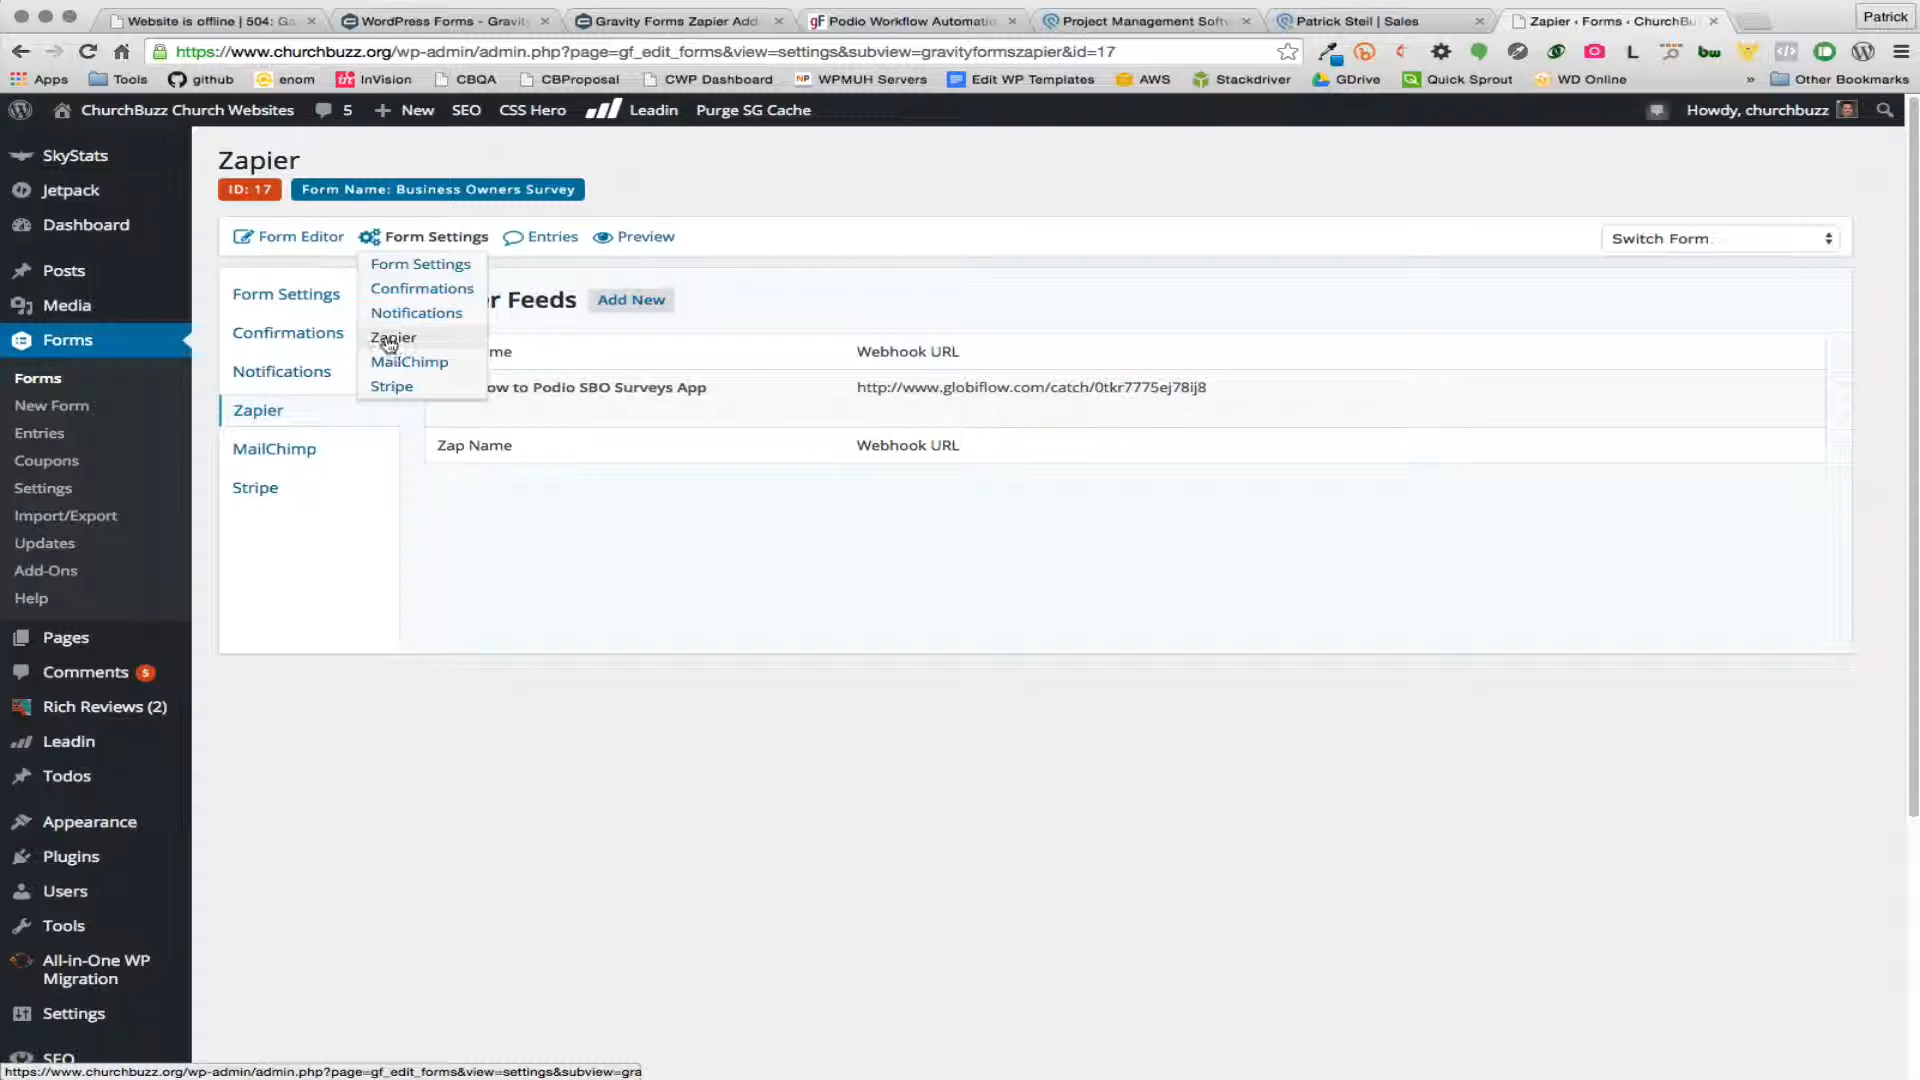 Website is offline | 504: Ga
WordPress Forms - Gravity
Gravity Forms Zapier Add
gF Podio Workflow Automatio
Project Management Softw
Patrick Steil | Sales
Zapier ‹ Forms ‹ ChurchBu
Patrick
https://www.churchbuzz.org/wp-admin/admin.php?page=gf_edit_forms&view=settings&subview=gravityformszapier&id=17
L
bw
Apps
Tools
github
enom
in InVision
CBQA
CBProposal
CWP Dashboard
NP WPMUH Servers
Edit WP Templates
AWS
Stackdriver
GDrive
Quick Sprout
WD Online
»
Other Bookmarks
ChurchBuzz Church Websites
5
+ New
SEO
CSS Hero
Leadin
Purge SG Cache
Howdy, churchbuzz
SkyStats
Jetpack
Dashboard
Posts
Media
Forms
Forms
New Form
Entries
Coupons
Settings
Import/Export
Updates
Add-Ons
Help
Pages
Comments 5
Rich Reviews (2)
Leadin
Todos
Appearance
Plugins
Users
Tools
All-in-One WP
Migration
Settings
SEO
Zapier
ID: 17
Form Name: Business Owners Survey
Form Editor
Form Settings
Entries
Preview
Switch Form
Form Settings
Confirmations
Notifications
Zapier
MailChimp
Stripe
Form Settings
Confirmations
Notifications
Zapier
MailChimp
Stripe
r Feeds
Add New
me
Webhook URL
ow to Podio SBO Surveys App
http://www.globiflow.com/catch/0tkr7775ej78ij8
Zap Name
Webhook URL
https://www.churchbuzz.org/wp-admin/admin.php?page=gf_edit_forms&view=settings&subview=gra